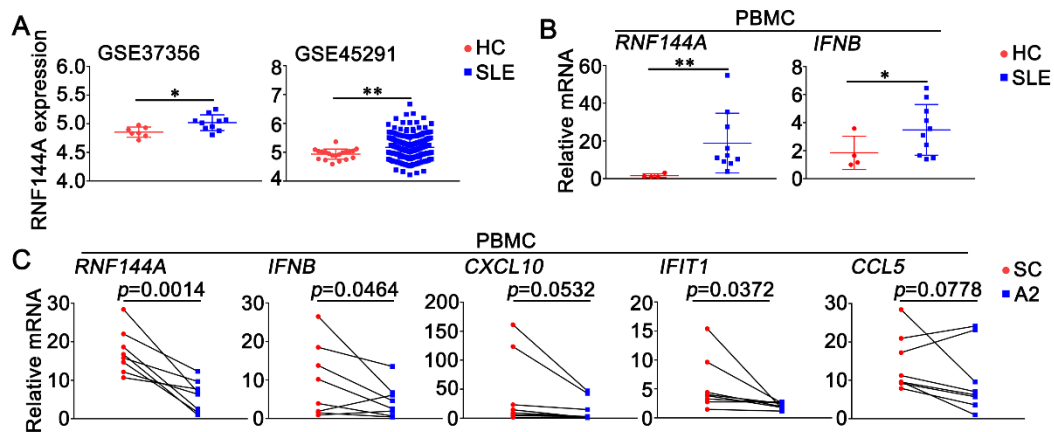 A
GSE37356
GSE45291
HC
SLE
RNF144A expression
6.0
5.5
5.0
4.5
4.0
*
8
7
6
5
4
**
B
PBMC
RNF144A
IFNB
HC
SLE
Relative mRNA
60
40
20
0
**
8
6
4
2
0
*
C
PBMC
RNF144A
IFNB
CXCL10
IFIT1
CCL5
SC
A2
p=0.0014
p=0.0464
p=0.0532
p=0.0372
p=0.0778
Relative mRNA
30
20
10
0
30
20
10
0
200
150
100
50
0
20
15
10
5
0
30
20
10
0